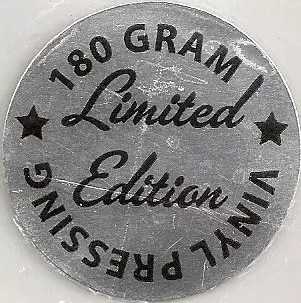 180 GRAM
Limited
Edition
VINYL PRESSING